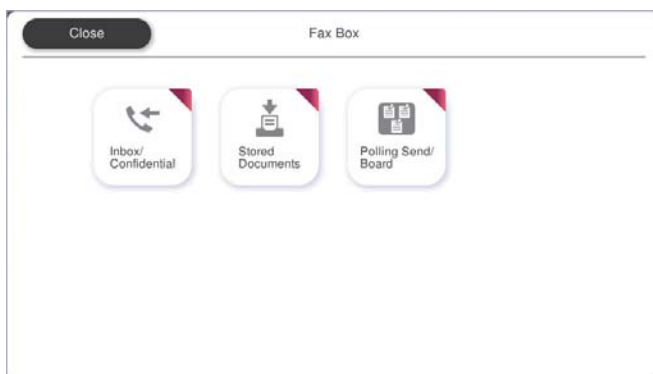 Close
Fax Box
Inbox/
Confidential
Stored
Documents
Polling Send/
Board